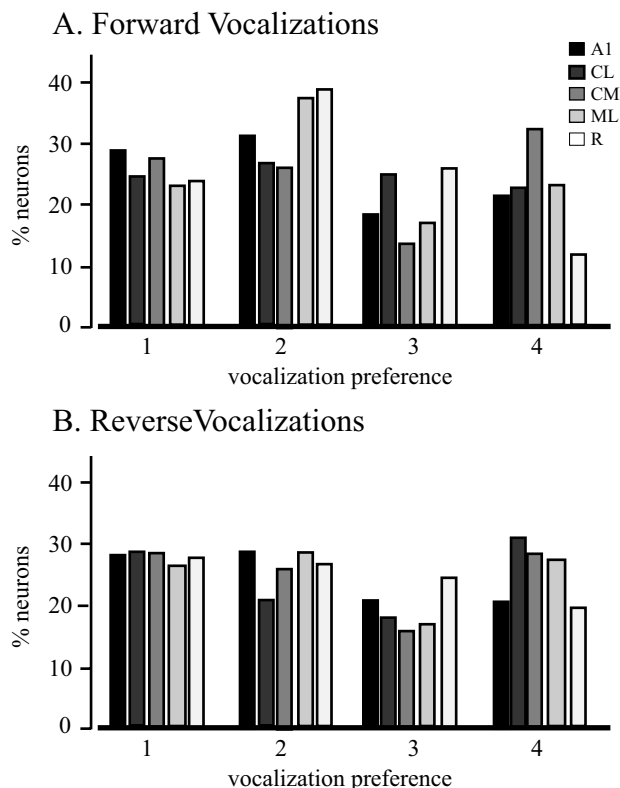 A. Forward Vocalizations
A1
CL
CM
ML
R
% neurons
40
30
20
10
0
1 2 3 4
vocalization preference
B. ReverseVocalizations
% neurons
40
30
20
10
0
1 2 3 4
vocalization preference